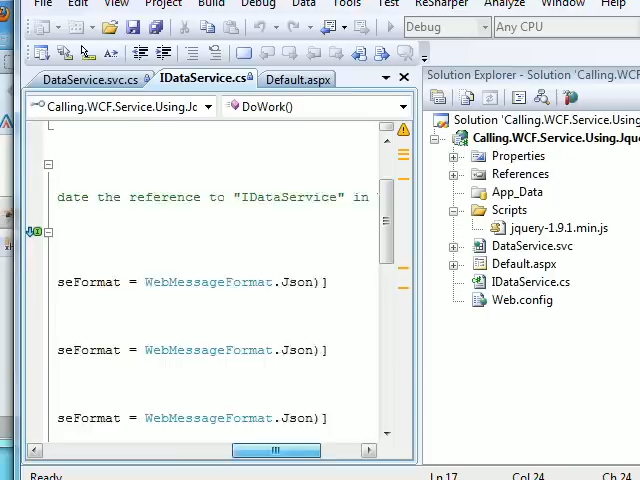 File Edit View Project Build Debug Data Tools Test ReSharper Analyze Window Help
Debug Any CPU
DataService.svc.cs IDataService.cs Default.aspx
Calling.WCF.Service.Using.Jq DoWork()
date the reference to "IDataService" in
seFormat = WebMessageFormat.Json)]
seFormat = WebMessageFormat.Json)]
seFormat = WebMessageFormat.Json)]
Solution Explorer - Solution 'Calling.WCF
Solution 'Calling.WCF.Service.Using
Calling.WCF.Service.Using.Jque
Properties
References
App_Data
Scripts
jquery-1.9.1.min.js
DataService.svc
Default.aspx
IDataService.cs
Web.config
Ready Ln 17 Col 24 Ch 24